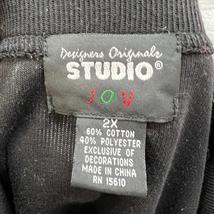 Designers Originals
STUDIO®
JOY
2X
60% COTTON
40% POLYESTER
EXCLUSIVE OF
DECORATIONS
MADE IN CHINA
RN 15610